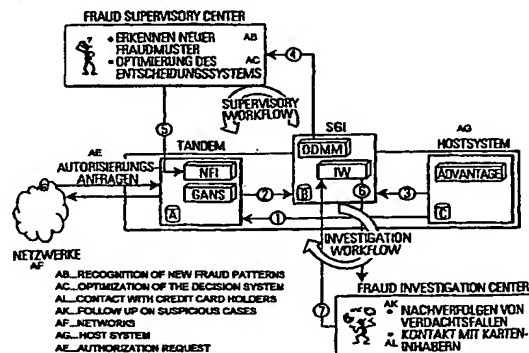 FRAUD SUPERVISORY CENTER
• ERKENNEN NEUER AB
FRAUDMUSTER
• OPTIMIERUNG DES AC
ENTSCHEIDUNGSSYSTEMS
4
SUPERVISORY
WORKFLOW
5
SGI
AG
HOSTSYSTEM
AE
AUTORISIERUNGS-
ANFRAGEN
TANDEM
NFI
GANS
A
2
ODMM
IW
B
6
3
ADVANTAGE
C
1
NETZWERKE
AF
INVESTIGATION
WORKFLOW
7
FRAUD INVESTIGATION CENTER
AK
• NACHVERFOLGEN VON
VERDACHTSFÄLLEN
• KONTAKT MIT KARTEN-
AL INHABERN
AB...RECOGNITION OF NEW FRAUD PATTERNS
AC...OPTIMIZATION OF THE DECISION SYSTEM
AL...CONTACT WITH CREDIT CARD HOLDERS
AK...FOLLOW UP ON SUSPICIOUS CASES
AF...NETWORKS
AG...HOST SYSTEM
AE...AUTHORIZATION REQUEST